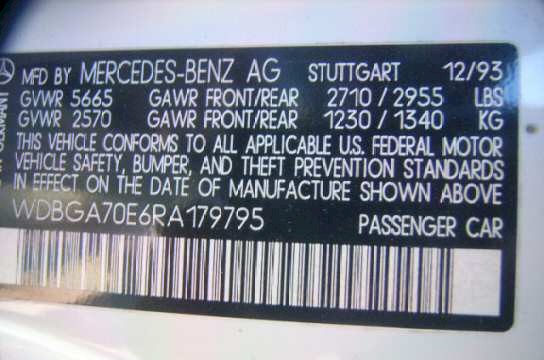 MFD BY MERCEDES-BENZ AG STUTTGART 12/93
GVWR 5665 GAWR FRONT/REAR 2710 / 2955 LBS
GVWR 2570 GAWR FRONT/REAR 1230 / 1340 KG
THIS VEHICLE CONFORMS TO ALL APPLICABLE U.S. FEDERAL MOTOR
VEHICLE SAFETY, BUMPER, AND THEFT PREVENTION STANDARDS
IN EFFECT ON THE DATE OF MANUFACTURE SHOWN ABOVE
WDBGA70E6RA179795 PASSENGER CAR